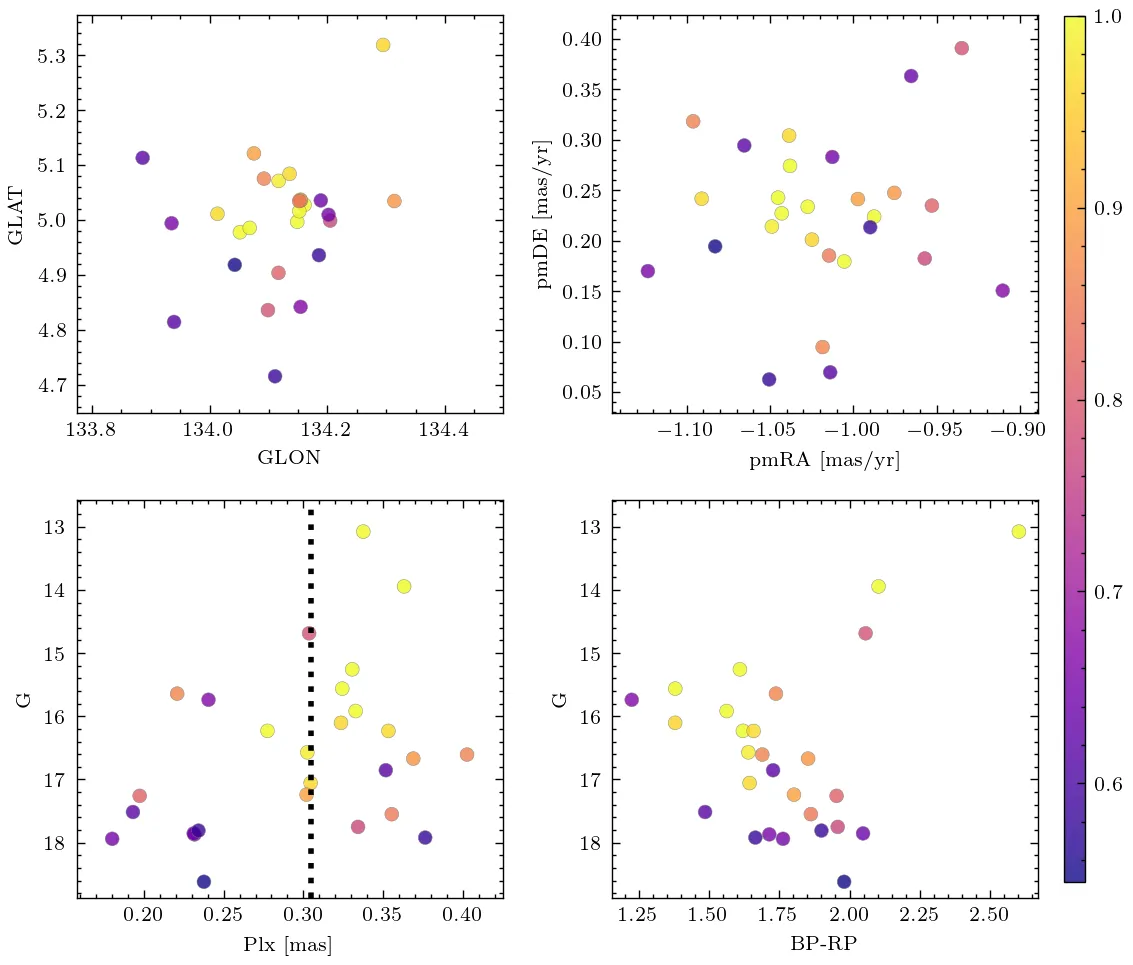 5.3
5.2
5.1
5.0
4.9
4.8
4.7
GLAT
133.8 134.0 134.2 134.4
GLON
0.40
0.35
0.30
0.25
0.20
0.15
0.10
0.05
pmDE [mas/yr]
−1.10 −1.05 −1.00 −0.95 −0.90
pmRA [mas/yr]
13
14
15
16
17
18
G
0.20 0.25 0.30 0.35 0.40
Plx [mas]
13
14
15
16
17
18
G
1.25 1.50 1.75 2.00 2.25 2.50
BP-RP
1.0
0.9
0.8
0.7
0.6